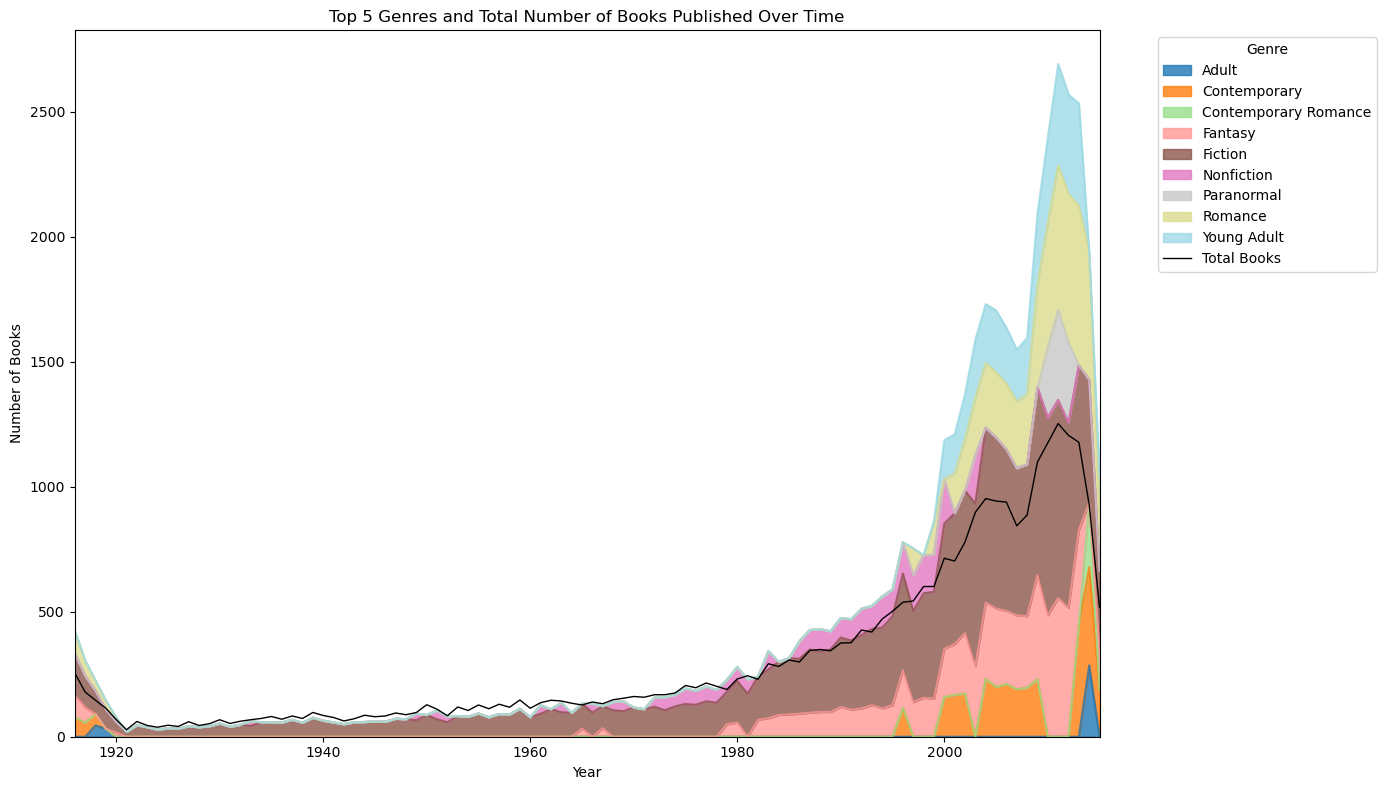 Top 5 Genres and Total Number of Books Published Over Time
Number of Books
2500
2000
1500
1000
500
0
1920
1940
1960
1980
2000
Year
Genre
Adult
Contemporary
Contemporary Romance
Fantasy
Fiction
Nonfiction
Paranormal
Romance
Young Adult
Total Books